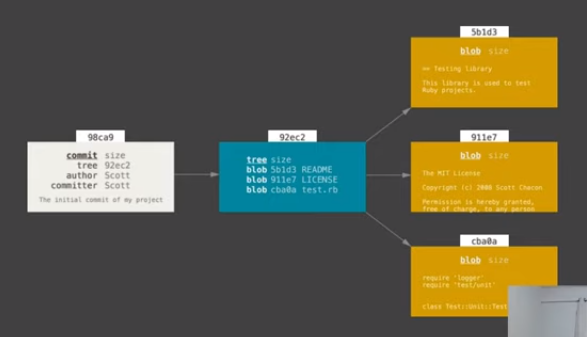 98ca9
commit size
tree 92ec2
author Scott
committer Scott
The initial commit of my project
92ec2
tree size
blob 5b1d3 README
blob 911e7 LICENSE
blob cba0a test.rb
5b1d3
blob size
== Testing library
This library is used to test
Ruby projects.
911e7
blob size
The MIT License
Copyright (c) 2008 Scott Chacon
Permission is hereby granted,
free of charge, to any person
cba0a
blob size
require 'logger'
require 'test/unit'
class Test::Unit::Test